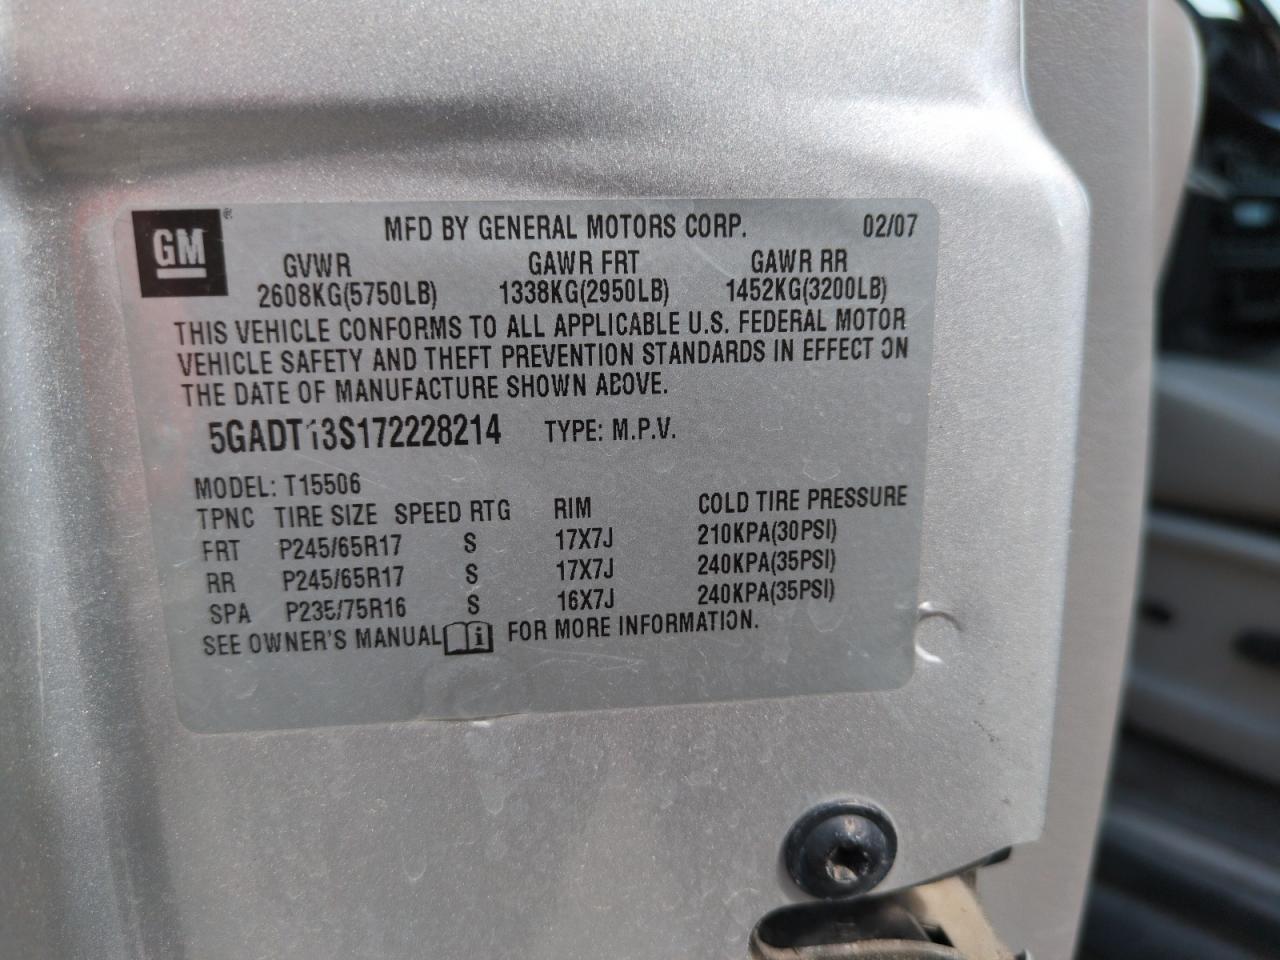 GM ® MFD BY GENERAL MOTORS CORP. 02/07
GVWR GAWR FRT GAWR RR
2608KG(5750LB) 1338KG(2950LB) 1452KG(3200LB)
THIS VEHICLE CONFORMS TO ALL APPLICABLE U.S. FEDERAL MOTOR
VEHICLE SAFETY AND THEFT PREVENTION STANDARDS IN EFFECT ON
THE DATE OF MANUFACTURE SHOWN ABOVE.
5GADT13S172228214 TYPE: M.P.V.
MODEL: T15506
TPNC TIRE SIZE SPEED RTG RIM COLD TIRE PRESSURE
FRT P245/65R17 S 17X7J 210KPA(30PSI)
RR P245/65R17 S 17X7J 240KPA(35PSI)
SPA P235/75R16 S 16X7J 240KPA(35PSI)
SEE OWNER'S MANUAL i FOR MORE INFORMATION.